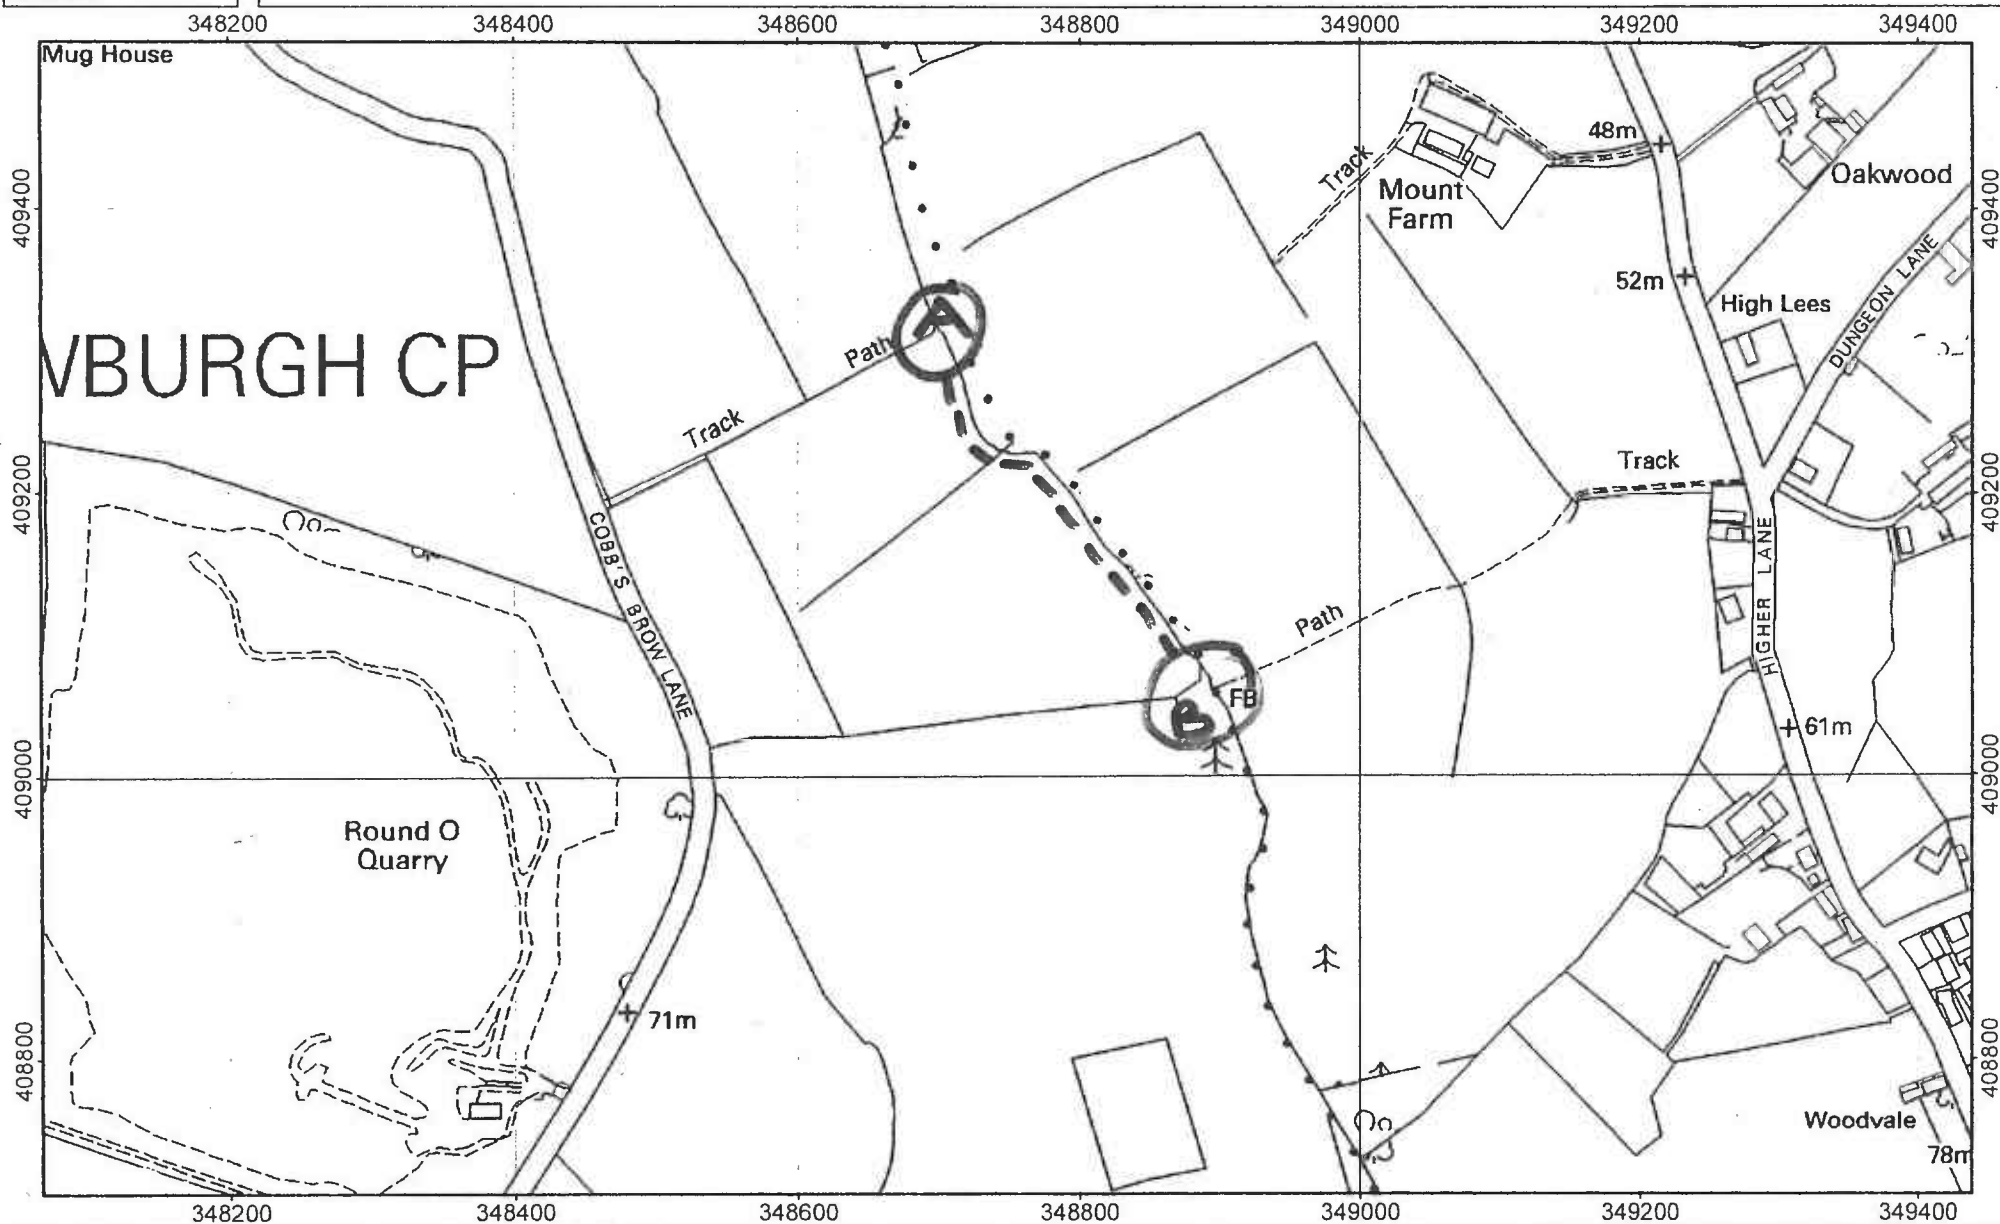 348200 348400 348600 348800 349000 349200 349400
Mug House
48m
Track
Mount
Farm
Oakwood
409400
409400
52m
High Lees
DUNGEON LANE
VBURGH CP
Path
A
Track
Track
409200
409200
COBB'S BROW LANE
HIGHER LANE
Path
FB
B
61m
409000
409000
Round O
Quarry
71m
408800
408800
Woodvale
78m
348200 348400 348600 348800 349000 349200 349400